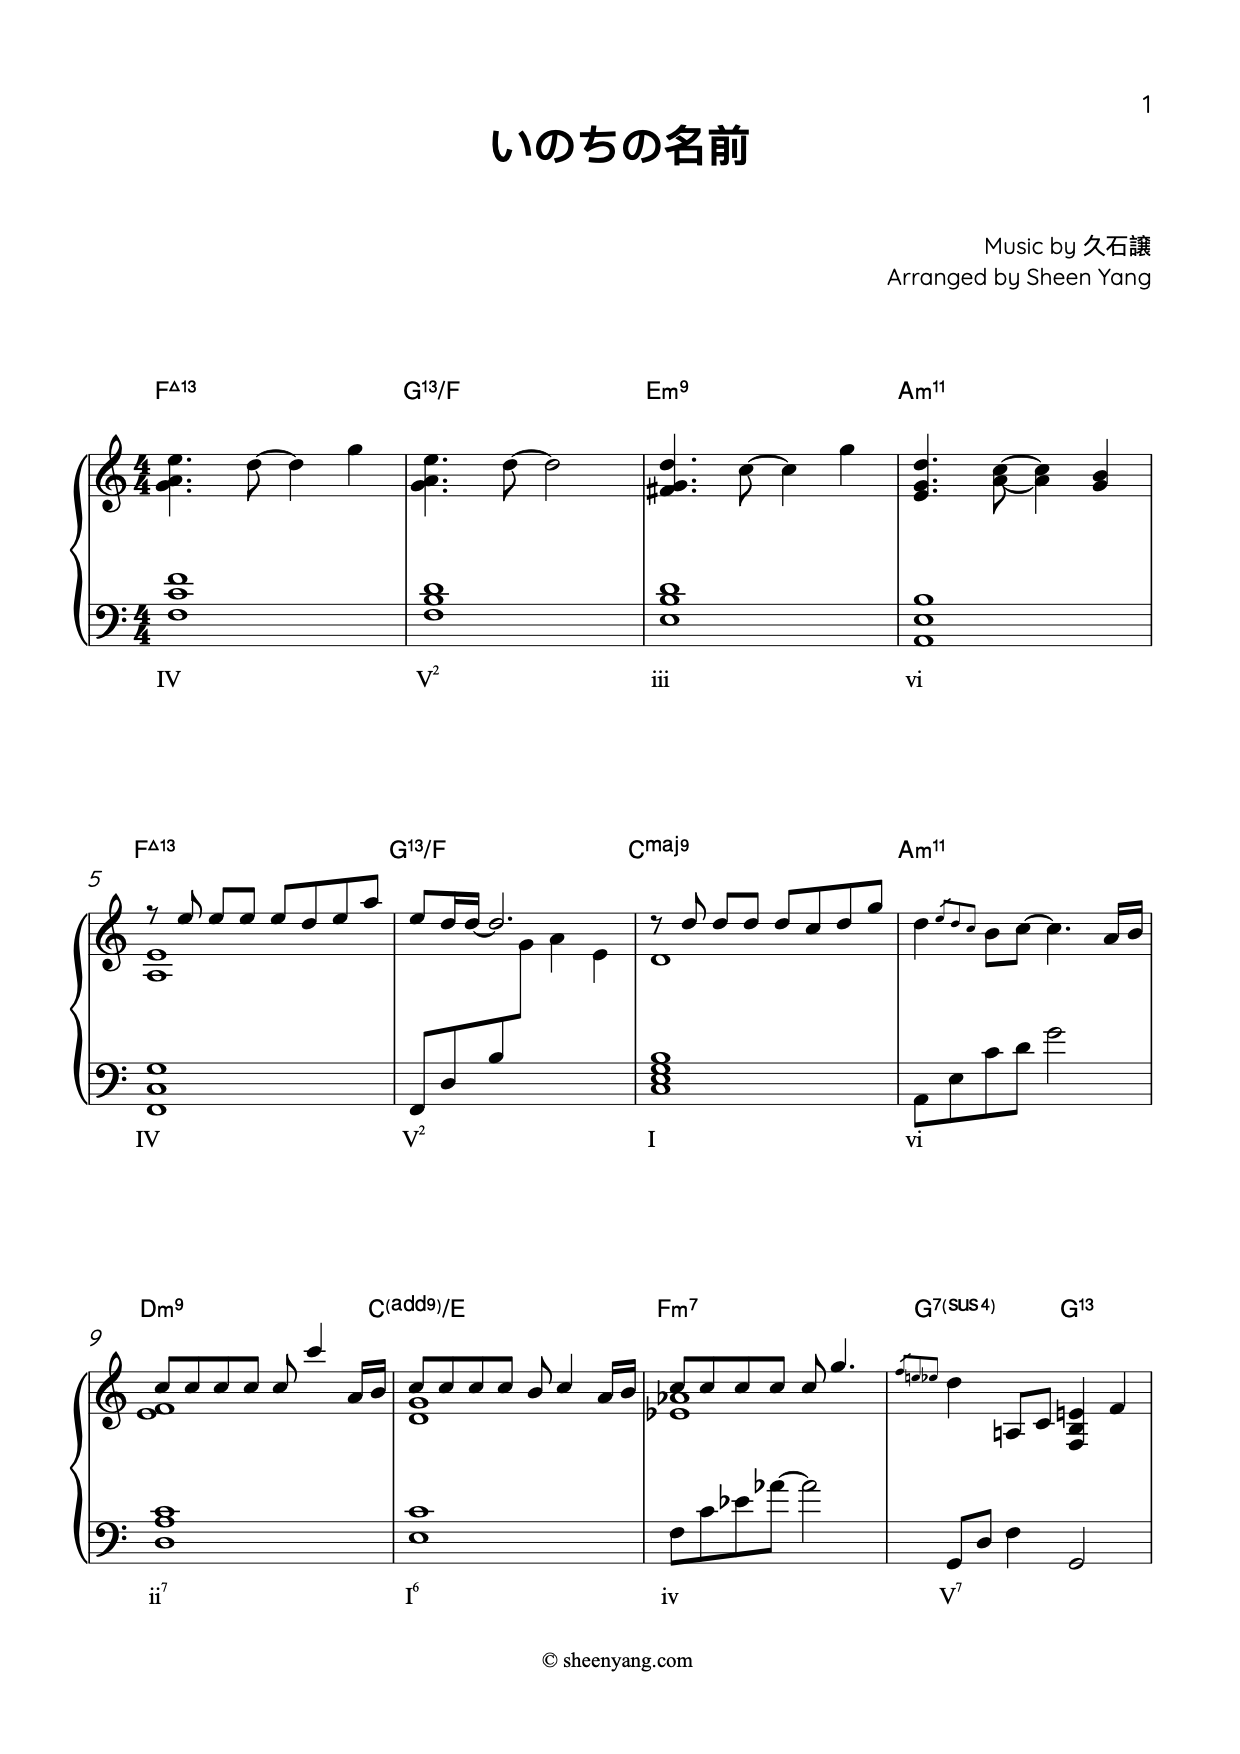 1
いのちの名前
Music by 久石譲
Arranged by Sheen Yang
F△13 G13/F Em9 Am11
IV V2 iii vi
F△13 G13/F Cmaj9 Am11
5
IV V2 I vi
Dm9 C(add9)/E Fm7 G7(sus4) G13
9
ii7 I6 iv V7
© sheenyang.com